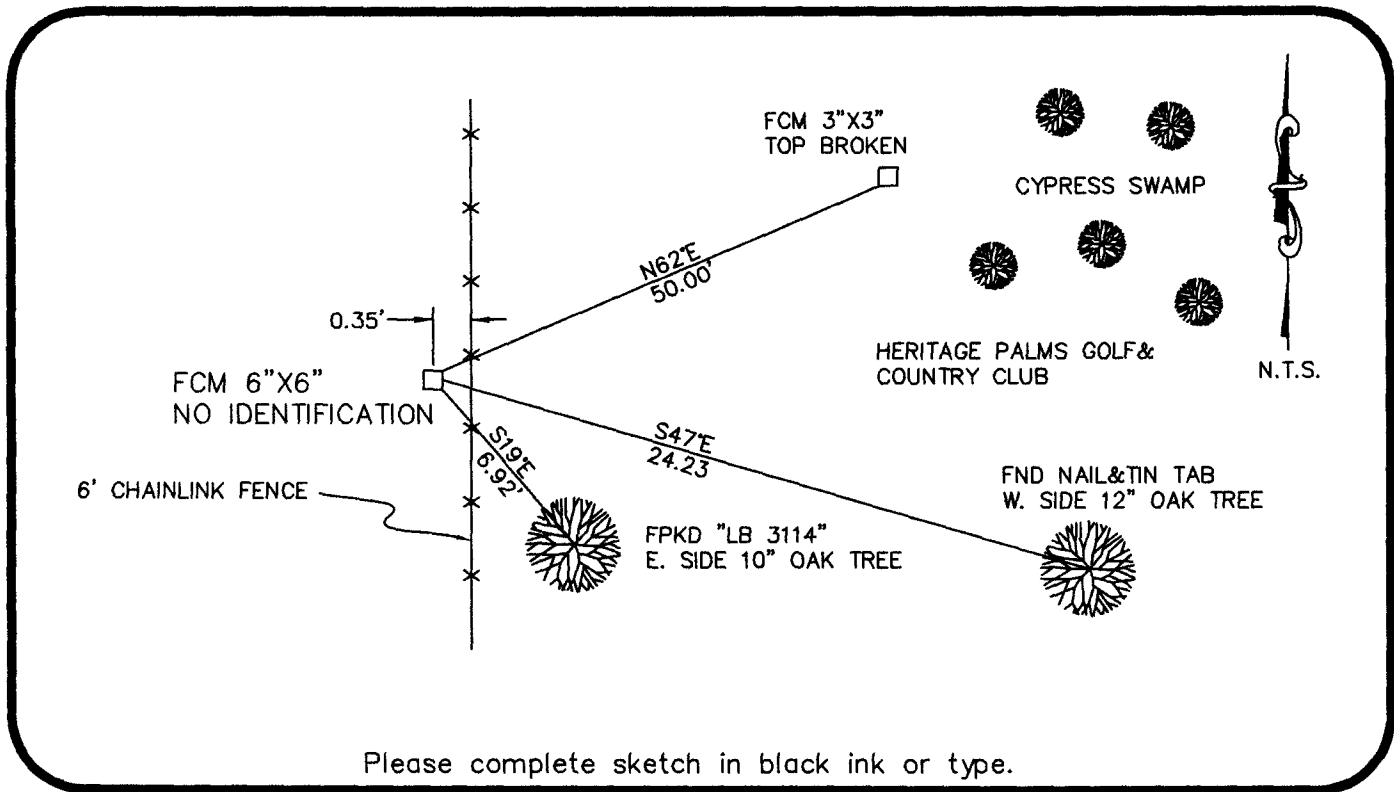 FCM 3"X3"
TOP BROKEN
CYPRESS SWAMP
N62°E
50.00'
0.35'
HERITAGE PALMS GOLF&
COUNTRY CLUB
N.T.S.
FCM 6"X6"
NO IDENTIFICATION
S47°E
24.23
S19°E
6.92'
6' CHAINLINK FENCE
FND NAIL&TIN TAB
W. SIDE 12" OAK TREE
FPKD "LB 3114"
E. SIDE 10" OAK TREE
Please complete sketch in black ink or type.